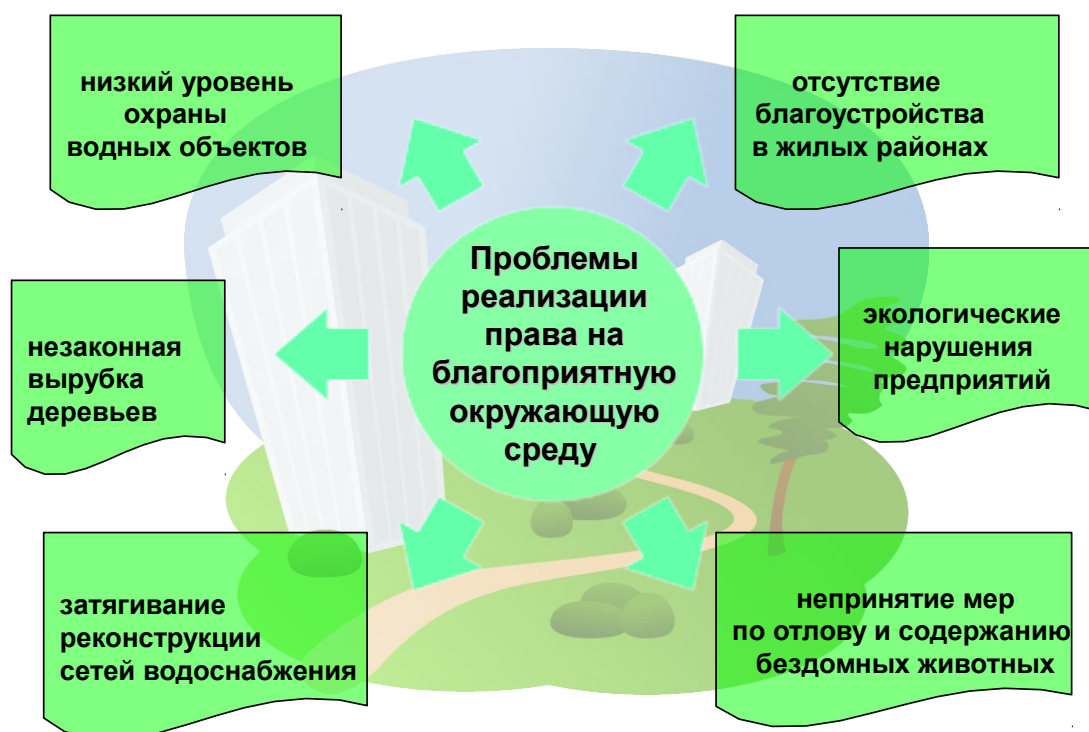 низкий уровень
охраны
водных объектов
отсутствие
благоустройства
в жилых районах
Проблемы
реализации
права на
благоприятную
окружающую
среду
незаконная
вырубка
деревьев
экологические
нарушения
предприятий
затягивание
реконструкции
сетей водоснабжения
непринятие мер
по отлову и содержанию
бездомных животных